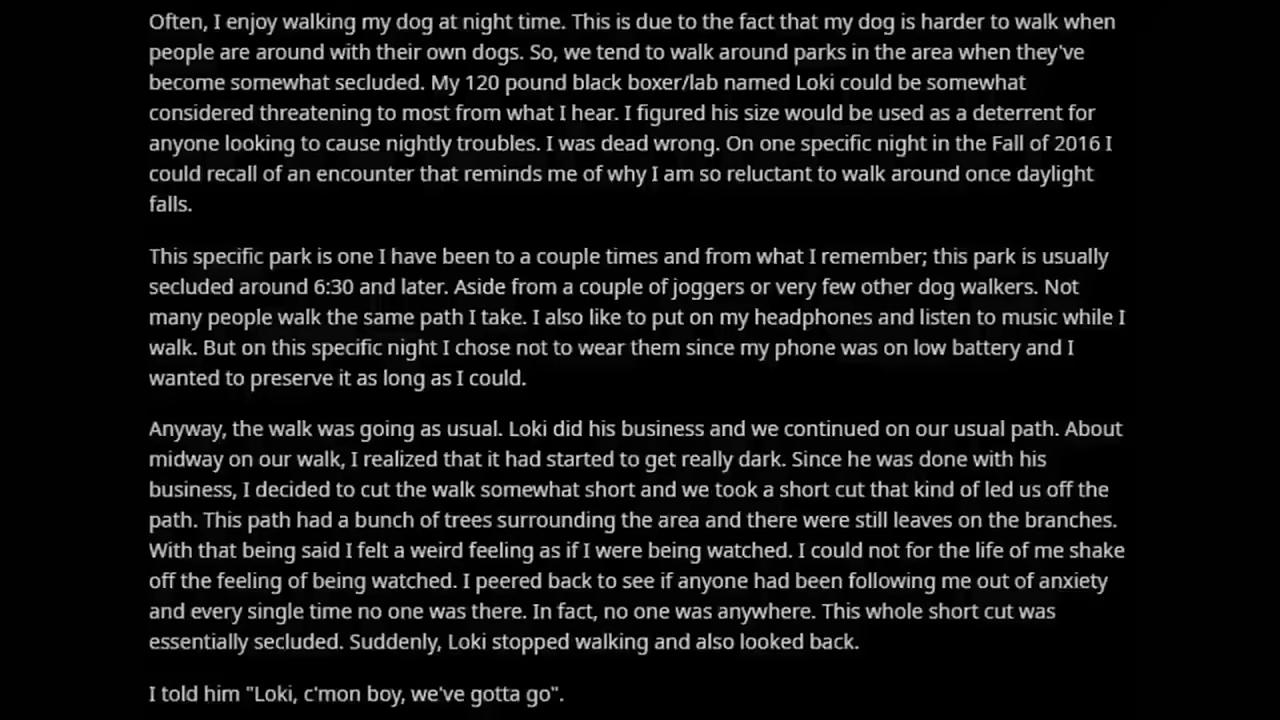 Often, I enjoy walking my dog at night time. This is due to the fact that my dog is harder to walk when
people are around with their own dogs. So, we tend to walk around parks in the area when they've
become somewhat secluded. My 120 pound black boxer/lab named Loki could be somewhat
considered threatening to most from what I hear. I figured his size would be used as a deterrent for
anyone looking to cause nightly troubles. I was dead wrong. On one specific night in the Fall of 2016 I
could recall of an encounter that reminds me of why I am so reluctant to walk around once daylight
falls.
This specific park is one I have been to a couple times and from what I remember; this park is usually
secluded around 6:30 and later. Aside from a couple of joggers or very few other dog walkers. Not
many people walk the same path I take. I also like to put on my headphones and listen to music while I
walk. But on this specific night I chose not to wear them since my phone was on low battery and I
wanted to preserve it as long as I could.
Anyway, the walk was going as usual. Loki did his business and we continued on our usual path. About
midway on our walk, I realized that it had started to get really dark. Since he was done with his
business, I decided to cut the walk somewhat short and we took a short cut that kind of led us off the
path. This path had a bunch of trees surrounding the area and there were still leaves on the branches.
With that being said I felt a weird feeling as if I were being watched. I could not for the life of me shake
off the feeling of being watched. I peered back to see if anyone had been following me out of anxiety
and every single time no one was there. In fact, no one was anywhere. This whole short cut was
essentially secluded. Suddenly, Loki stopped walking and also looked back.
I told him "Loki, c'mon boy, we've gotta go".